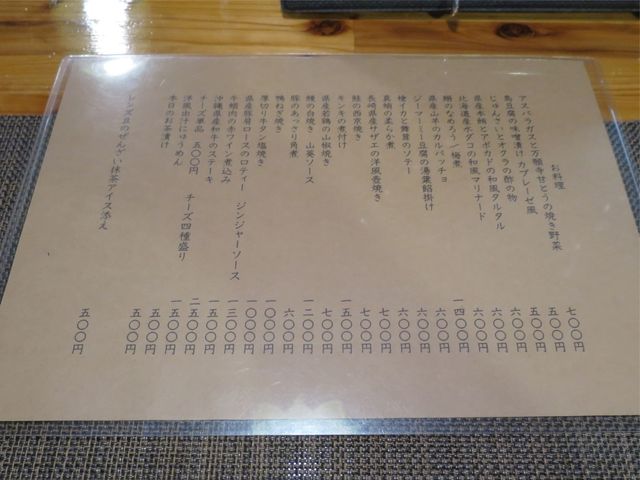 お料理
アスパラガスと万願寺甘とうの焼き野菜 七〇〇円
島豆腐の味噌漬け カプレーゼ風 五〇〇円
じゅんさいとオクラの酢の物 五〇〇円
県産本鮪とアボカドの和風タルタル 六〇〇円
北海道産水ダコの和風マリナード 六〇〇円
鰯のなめろう/梅煮 六〇〇円
県産山羊のカルパッチョ 一四〇〇円
ジーマーミー豆腐の湯葉餡掛け 六〇〇円
槍イカと舞茸のソテー 六〇〇円
真蛸の柔らか煮 六〇〇円
長崎県産サザエの洋風壺焼き 七〇〇円
鮭の西京焼き 七〇〇円
キンキの煮付け 一五〇〇円
県産若鶏の山椒焼き 七〇〇円
鰻の白焼き 山葵ソース 一二〇〇円
豚のあっさり角煮 六〇〇円
鴨ねぎ焼き 一〇〇〇円
厚切り牛タン塩焼き 一〇〇〇円
県産豚肩ロースのロティー ジンジャーソース 一三〇〇円
牛頬肉の赤ワイン煮込み 一五〇〇円
沖縄県産和牛のステーキ 二五〇〇円
チーズ単品 五〇〇円 チーズ四種盛り 一五〇〇円
洋風出汁にゅうめん 五〇〇円
本日のお茶漬け 五〇〇円
レンズ豆のぜんざい抹茶アイス添え 五〇〇円